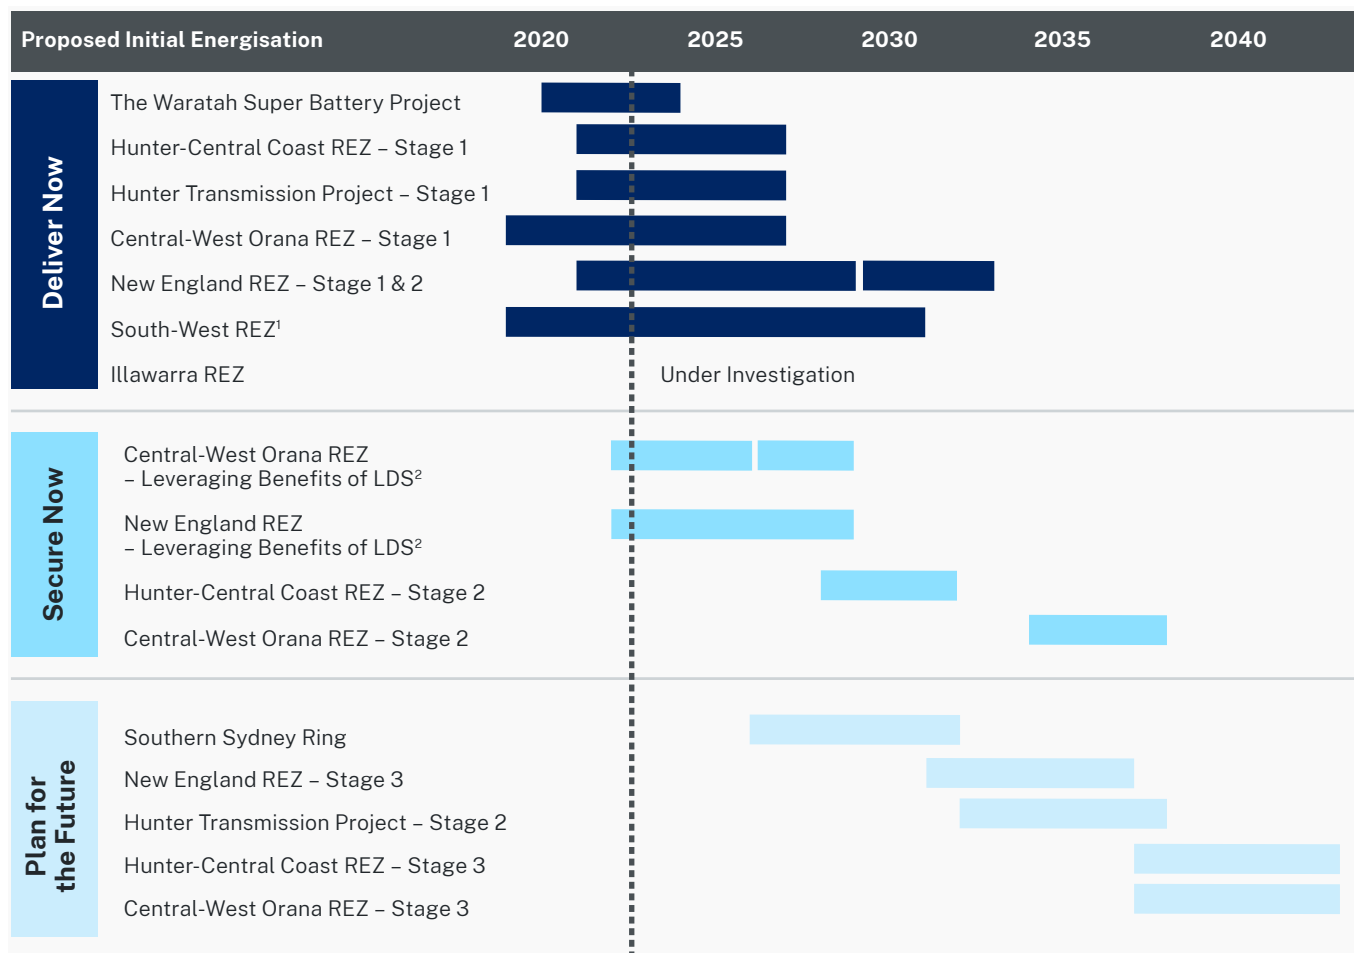 Proposed Initial Energisation 2020 2025 2030 2035 2040
Deliver Now
The Waratah Super Battery Project
Hunter-Central Coast REZ – Stage 1
Hunter Transmission Project – Stage 1
Central-West Orana REZ – Stage 1
New England REZ – Stage 1 & 2
South-West REZ¹
Illawarra REZ Under Investigation
Secure Now
Central-West Orana REZ
– Leveraging Benefits of LDS²
New England REZ
– Leveraging Benefits of LDS²
Hunter-Central Coast REZ – Stage 2
Central-West Orana REZ – Stage 2
Plan for
the Future
Southern Sydney Ring
New England REZ – Stage 3
Hunter Transmission Project – Stage 2
Hunter-Central Coast REZ – Stage 3
Central-West Orana REZ – Stage 3